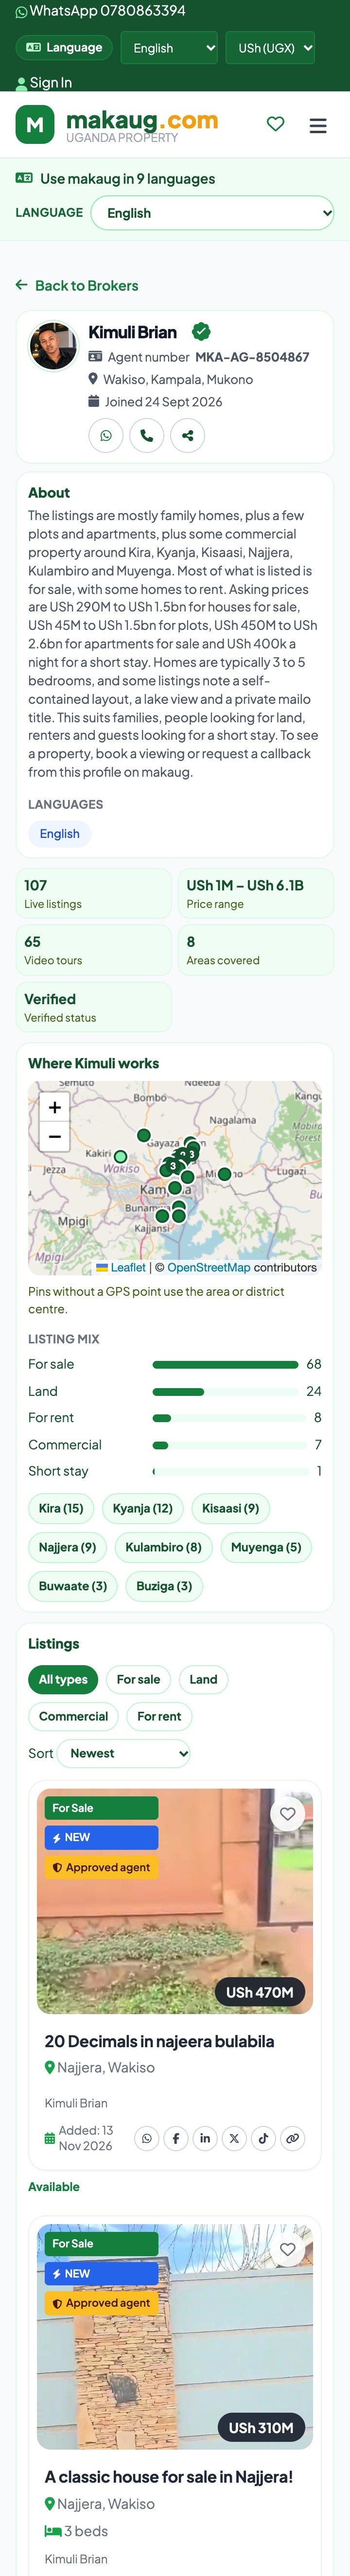 WhatsApp 0780863394
Language English USh (UGX)
Sign In
M makaug.com
UGANDA PROPERTY
Use makaug in 9 languages
LANGUAGE English
Back to Brokers
Kimuli Brian
Agent number MKA-AG-8504867
Wakiso, Kampala, Mukono
Joined 24 Sept 2026
About
The listings are mostly family homes, plus a few
plots and apartments, plus some commercial
property around Kira, Kyanja, Kisaasi, Najjera,
Kulambiro and Muyenga. Most of what is listed is
for sale, with some homes to rent. Asking prices
are USh 290M to USh 1.5bn for houses for sale,
USh 45M to USh 1.5bn for plots, USh 450M to USh
2.6bn for apartments for sale and USh 400k a
night for a short stay. Homes are typically 3 to 5
bedrooms, and some listings note a self-
contained layout, a lake view and a private mailo
title. This suits families, people looking for land,
renters and guests looking for a short stay. To see
a property, book a viewing or request a callback
from this profile on makaug.
LANGUAGES
English
107
Live listings
USh 1M – USh 6.1B
Price range
65
Video tours
8
Areas covered
Verified
Verified status
Where Kimuli works
Semuto
Ndeeba
Bombo
Nagalama
+
−
Jezza
Kakiri
Wakiso
Gayaza
3
3
Lugazi
Mpigi
Kajjansi
Mpigi
Leaflet | © OpenStreetMap contributors
Pins without a GPS point use the area or district
centre.
LISTING MIX
For sale 68
Land 24
For rent 8
Commercial 7
Short stay 1
Kira (15) Kyanja (12) Kisaasi (9)
Najjera (9) Kulambiro (8) Muyenga (5)
Buwaate (3) Buziga (3)
Listings
All types For sale Land
Commercial For rent
Sort Newest
For Sale
NEW
Approved agent
USh 470M
20 Decimals in najeera bulabila
Najjera, Wakiso
Kimuli Brian
Added: 13
Nov 2026
Available
For Sale
NEW
Approved agent
USh 310M
A classic house for sale in Najjera!
Najjera, Wakiso
3 beds
Kimuli Brian